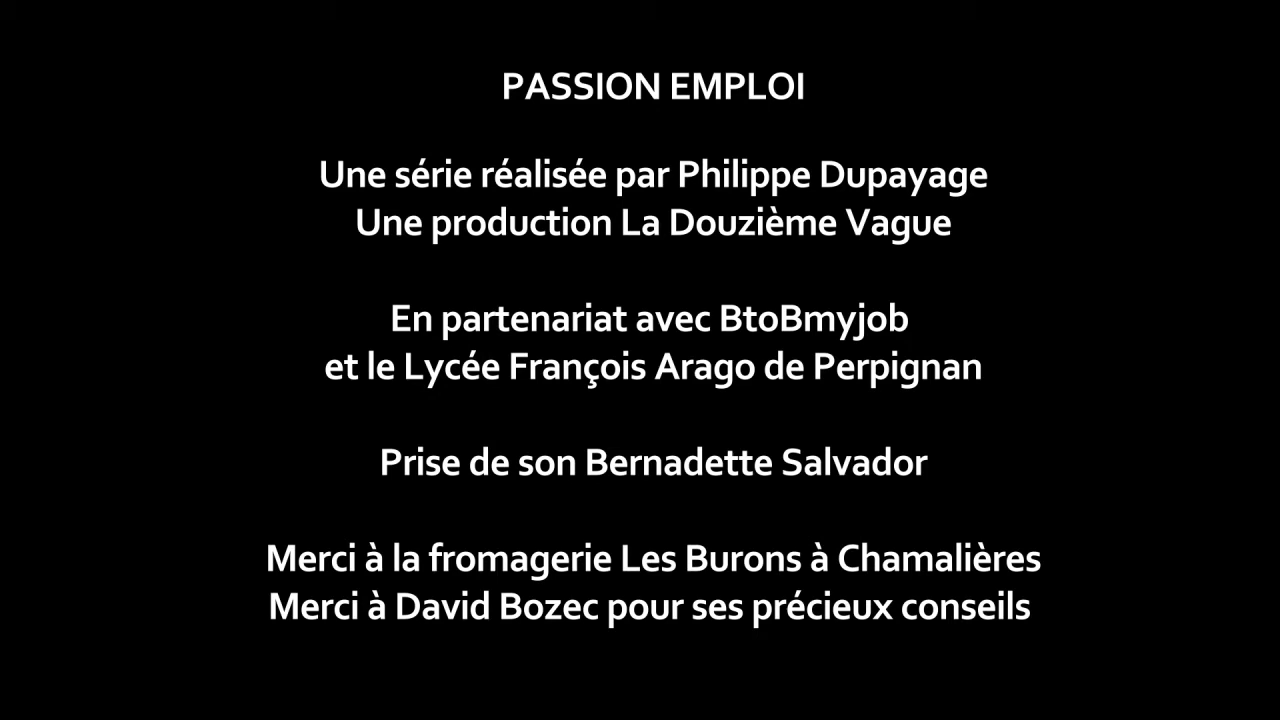 PASSION EMPLOI
Une série réalisée par Philippe Dupayage
Une production La Douzième Vague
En partenariat avec BtoBmyjob
et le Lycée François Arago de Perpignan
Prise de son Bernadette Salvador
Merci à la fromagerie Les Burons à Chamalières
Merci à David Bozec pour ses précieux conseils